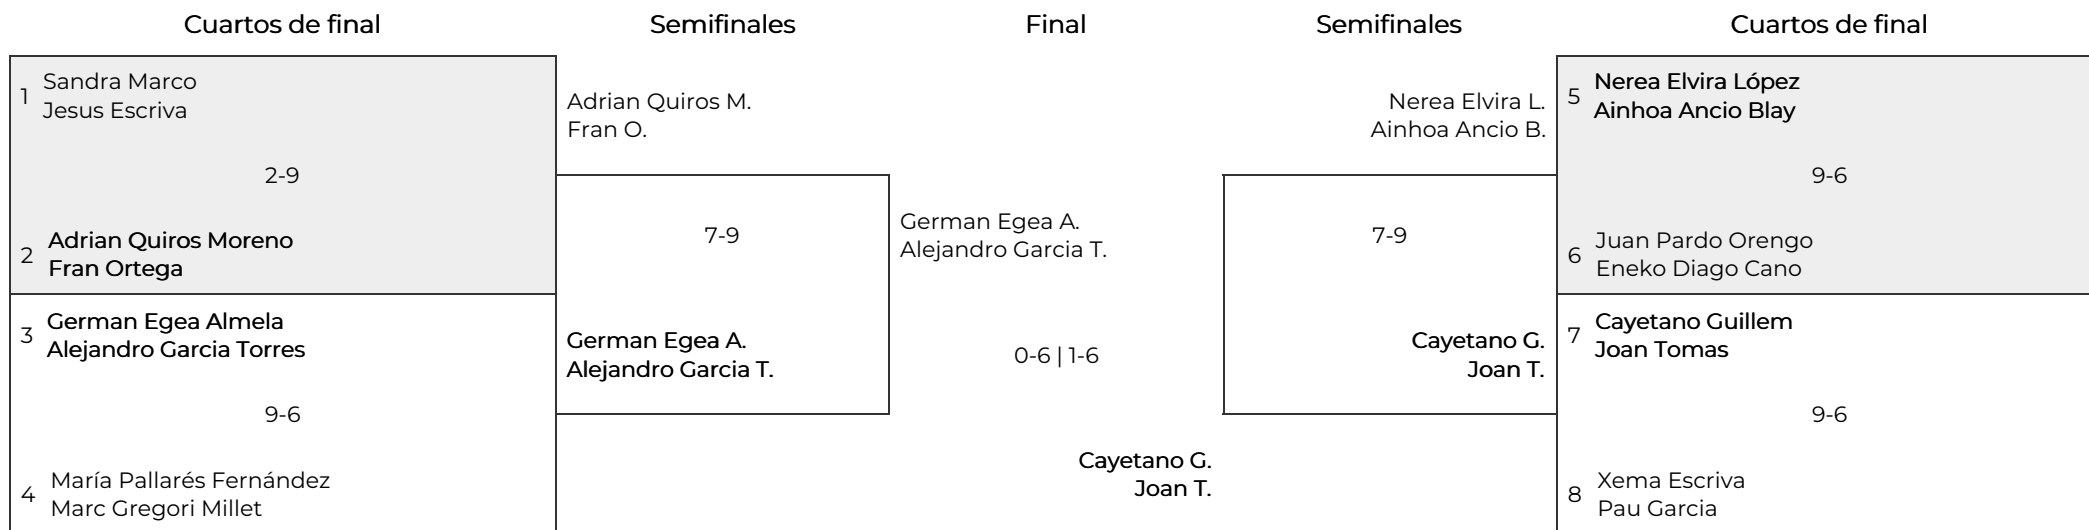 Cuartos de final
Semifinales
Final
Semifinales
Cuartos de final
1
Sandra Marco
Jesus Escriva
2-9
2
Adrian Quiros Moreno
Fran Ortega
3
German Egea Almela
Alejandro Garcia Torres
9-6
4
María Pallarés Fernández
Marc Gregori Millet
Adrian Quiros M.
Fran O.
7-9
German Egea A.
Alejandro Garcia T.
German Egea A.
Alejandro Garcia T.
0-6 | 1-6
Cayetano G.
Joan T.
Nerea Elvira L.
Ainhoa Ancio B.
7-9
Cayetano G.
Joan T.
5
Nerea Elvira López
Ainhoa Ancio Blay
9-6
6
Juan Pardo Orengo
Eneko Diago Cano
7
Cayetano Guillem
Joan Tomas
9-6
8
Xema Escriva
Pau Garcia